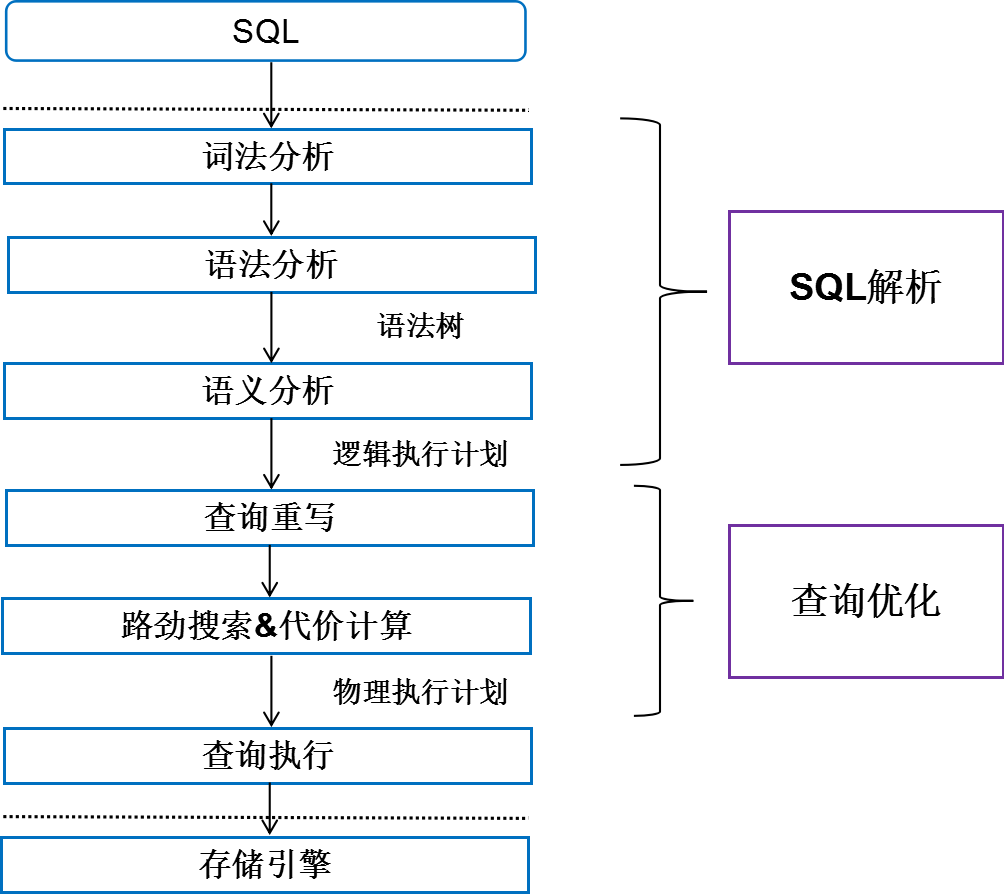 SQL
词法分析
语法分析
语法树
语义分析
逻辑执行计划
查询重写
路劲搜索&代价计算
物理执行计划
查询执行
存储引擎
SQL解析
查询优化